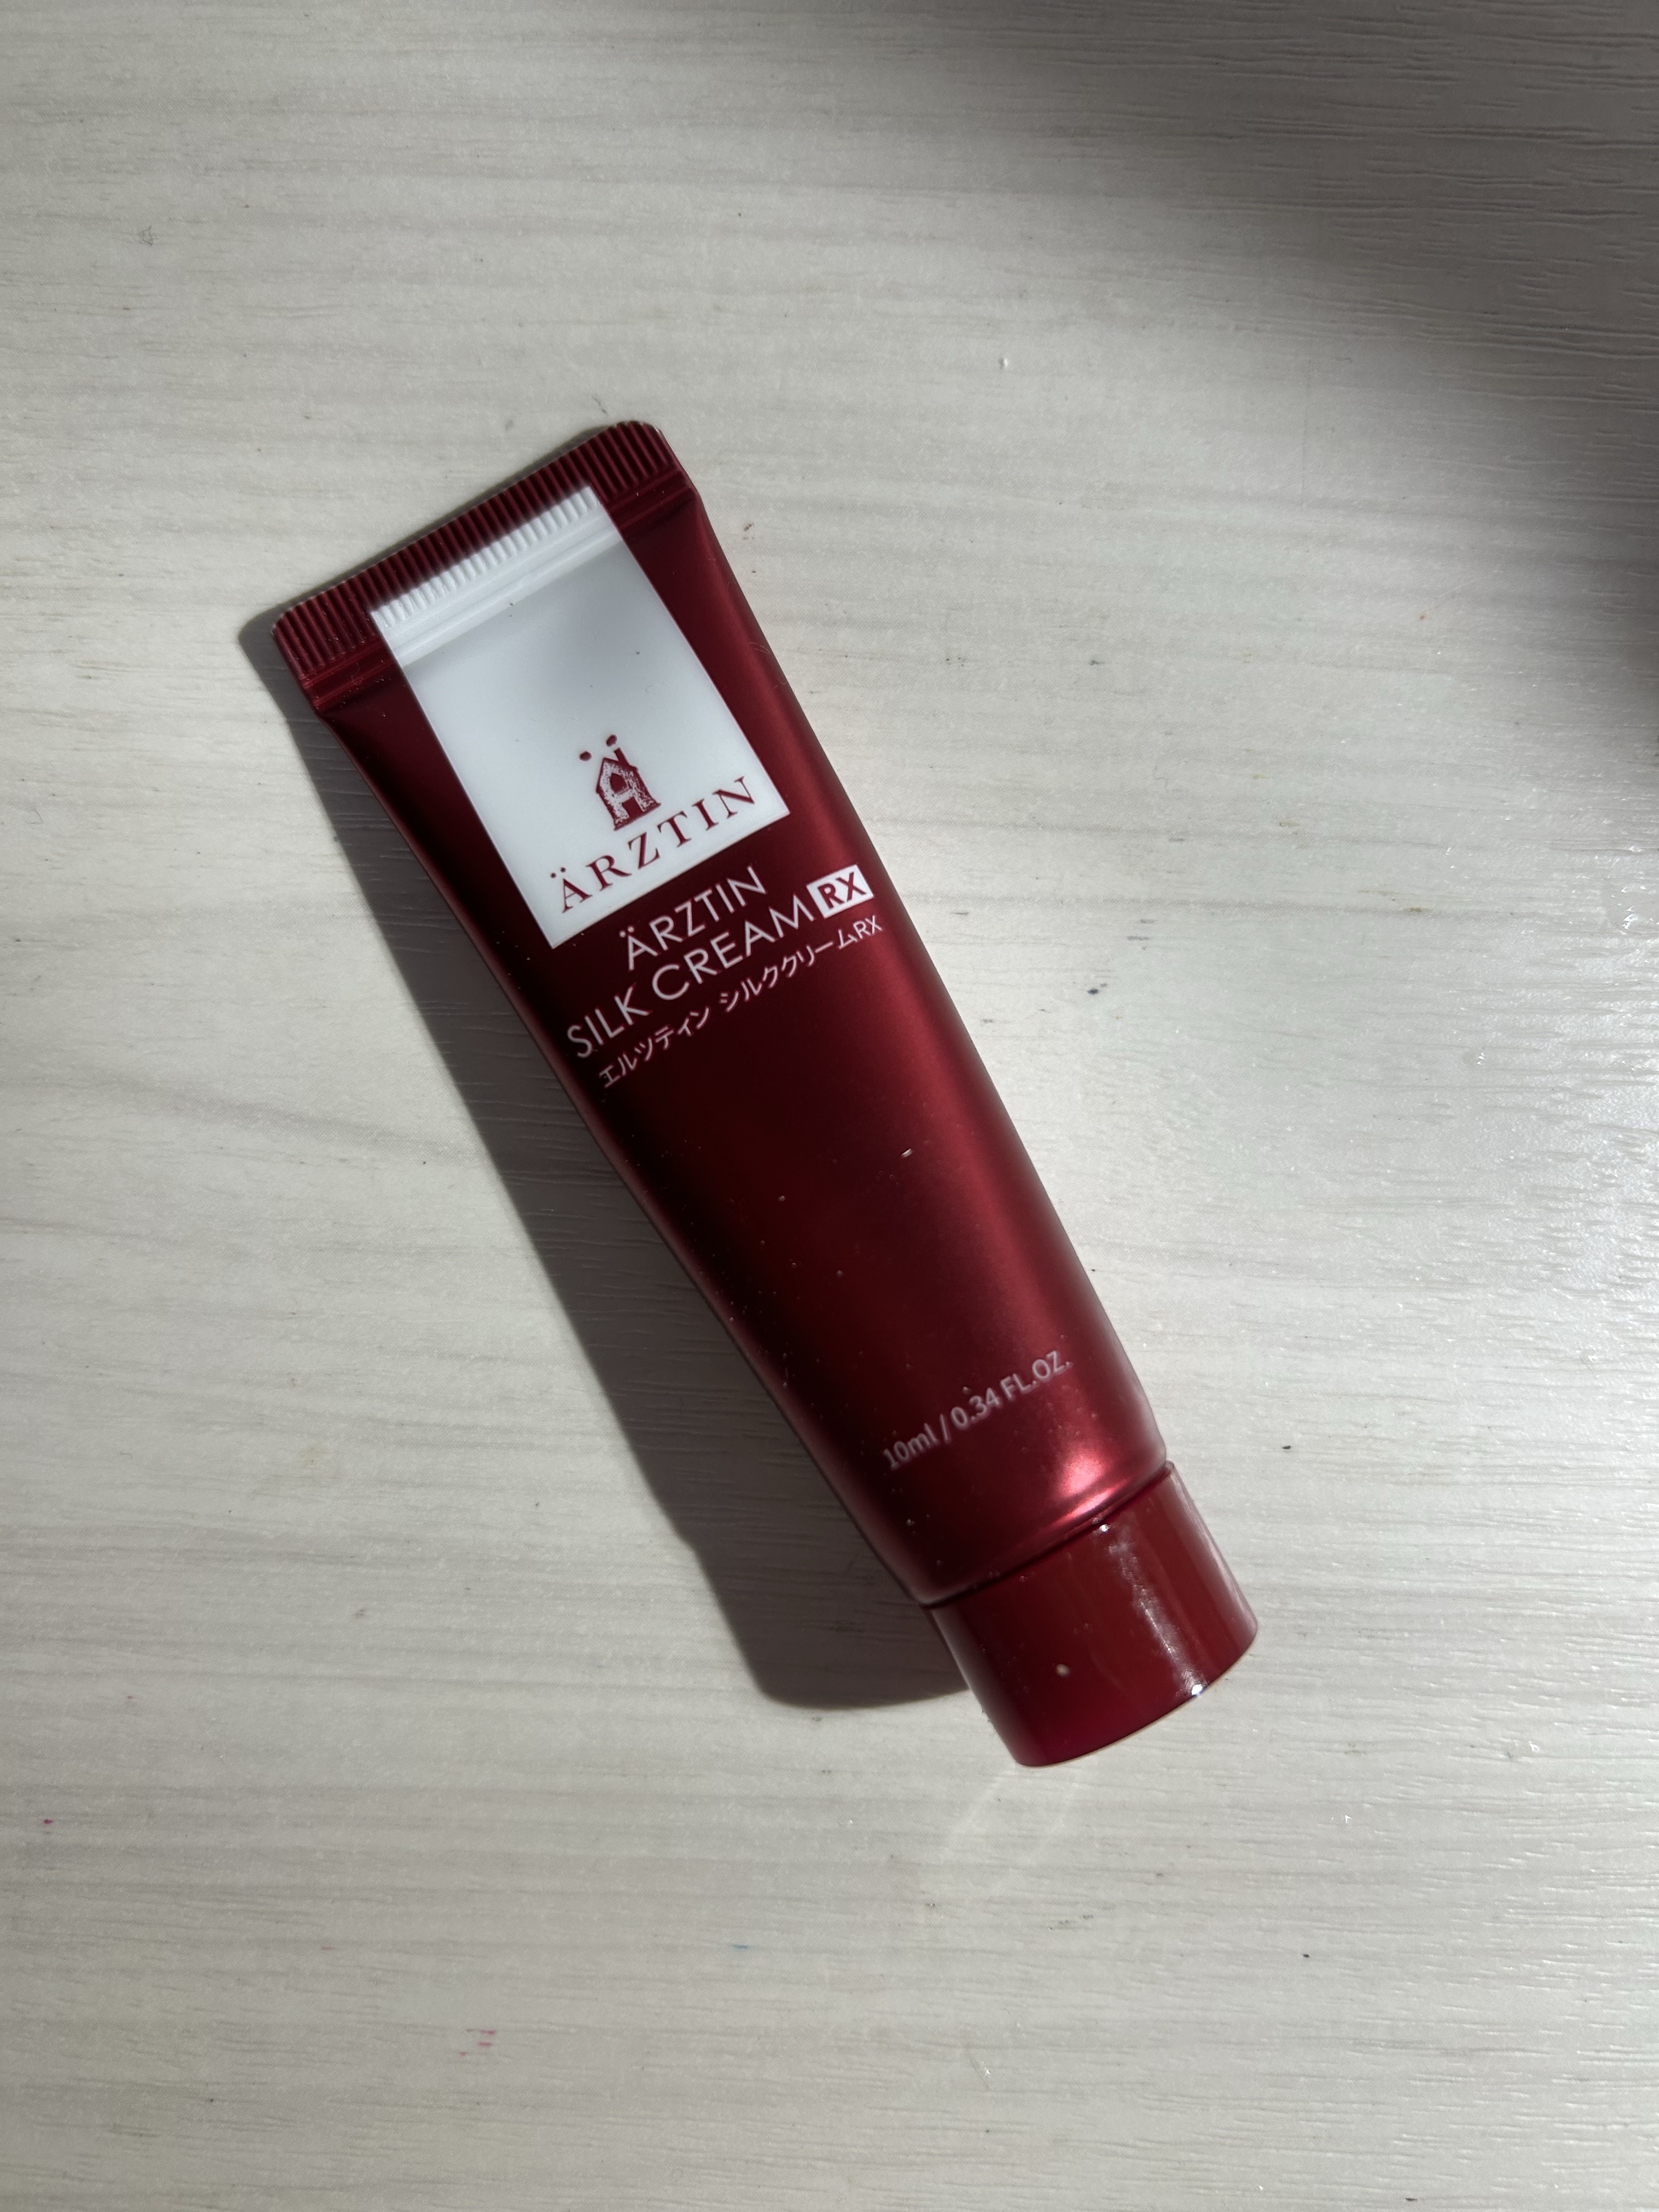 ÄRZTIN
ÄRZTIN
SILK CREAM RX
エルツティン シルククリームRX
10ml / 0.34 FL.OZ.